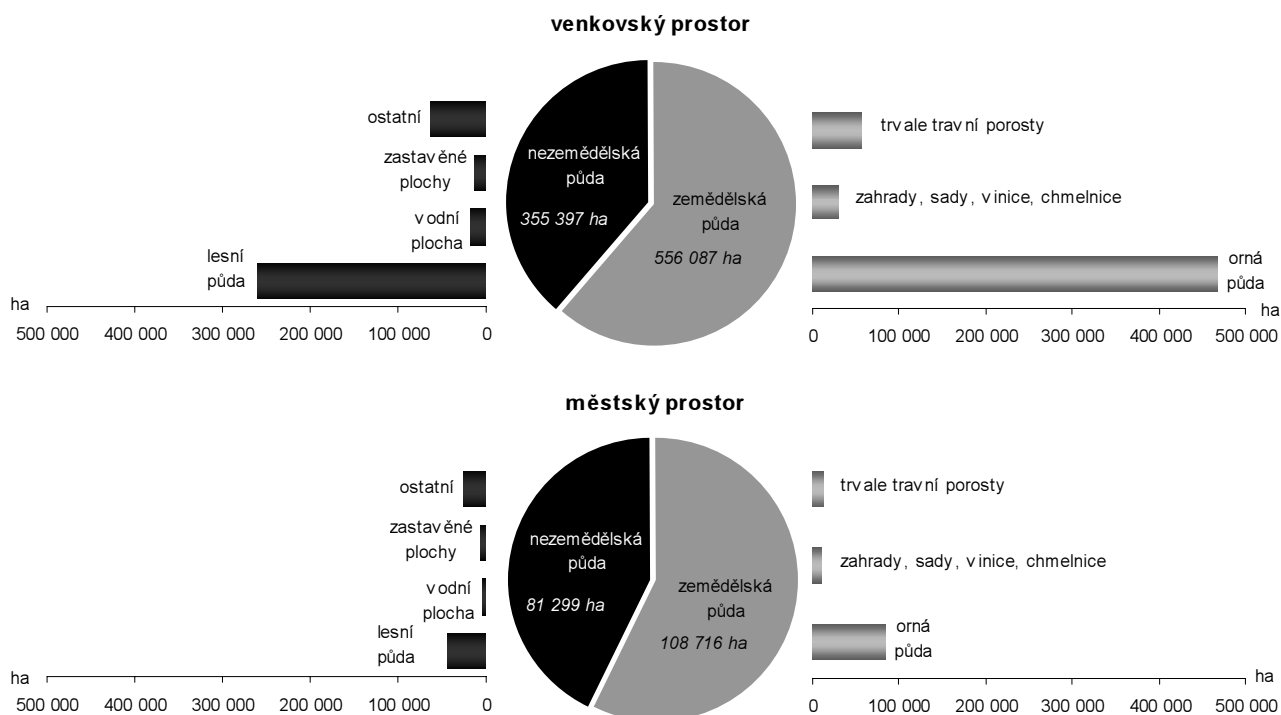 venkovský prostor
ostatní
zastavěné
plochy
vodní
plocha
lesní
půda
ha
500 000 400 000 300 000 200 000 100 000 0
nezemědělská
půda
355 397 ha
zemědělská
půda
556 087 ha
trvale travní porosty
zahrady, sady, vinice, chmelnice
orná
půda
ha
0 100 000 200 000 300 000 400 000 500 000
městský prostor
ostatní
zastavěné
plochy
vodní
plocha
lesní
půda
ha
500 000 400 000 300 000 200 000 100 000 0
nezemědělská
půda
81 299 ha
zemědělská
půda
108 716 ha
trvale travní porosty
zahrady, sady, vinice, chmelnice
orná
půda
ha
0 100 000 200 000 300 000 400 000 500 000